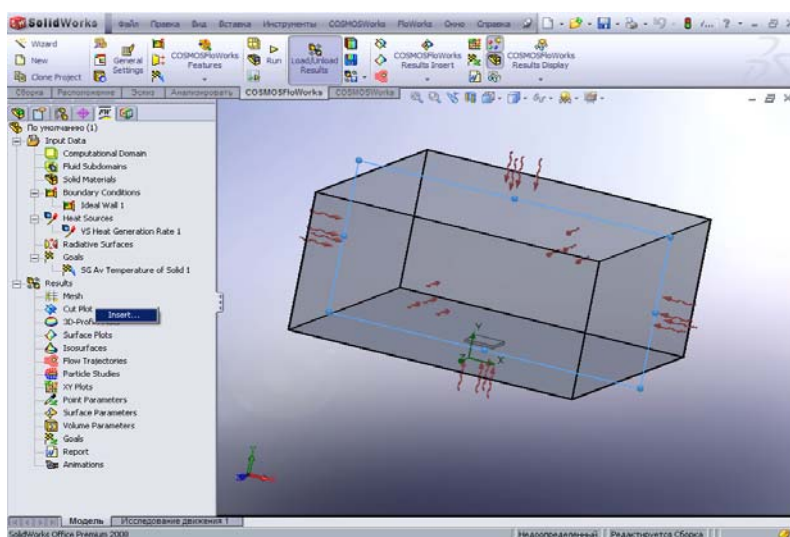 SolidWorks Файл Правка Вид Вставка Инструменты COSMOSWorks FloWorks Окно Справка
Wizard
New
Clone Project
General Settings
COSMOSFloWorks Features
Run
Load/Unload Results
COSMOSFloWorks Results Insert
COSMOSFloWorks Results Display
Сборка Расположение Эскиз Анализировать COSMOSFloWorks COSMOSWorks
По умолчанию (1)
Input Data
Computational Domain
Fluid Subdomains
Solid Materials
Boundary Conditions
Ideal Wall 1
Heat Sources
VS Heat Generation Rate 1
Radiative Surfaces
Goals
SG Av Temperature of Solid 1
Results
Mesh
Cut Plot
Insert...
Surface Plots
Isosurfaces
Flow Trajectories
Particle Studies
XY Plots
Point Parameters
Surface Parameters
Volume Parameters
Goals
Report
Animations
Y
Z X
Модель Исследование движения 1
SolidWorks Office Premium 2008 Недоопределенный Редактируется Сборка